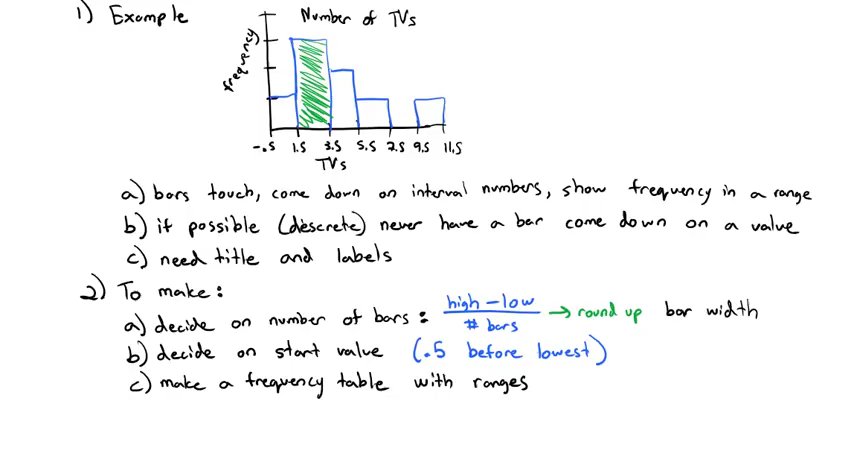 1) Example
Number of TVs
frequency
-.5 1.5 3.5 5.5 7.5 9.5 11.5
TVs
a) bars touch, come down on interval numbers, show frequency in a range
b) if possible (descrete) never have a bar come down on a value
c) need title and labels
2) To make:
a) decide on number of bars: high - low / # bars → round up bar width
b) decide on start value (.5 before lowest)
c) make a frequency table with ranges